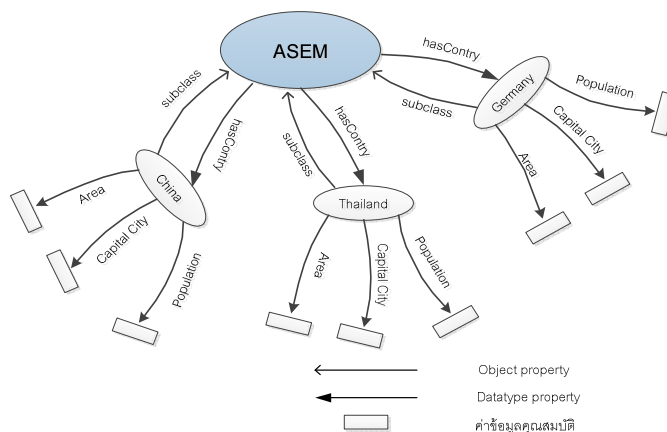 ASEM
hasContry
subclass
Germany
Population
Capital City
Area
subclass
hasContry
China
Area
Capital City
Population
hasContry
subclass
Thailand
Area
Capital City
Population
Object property
Datatype property
ค่าข้อมูลคุณสมบัติ